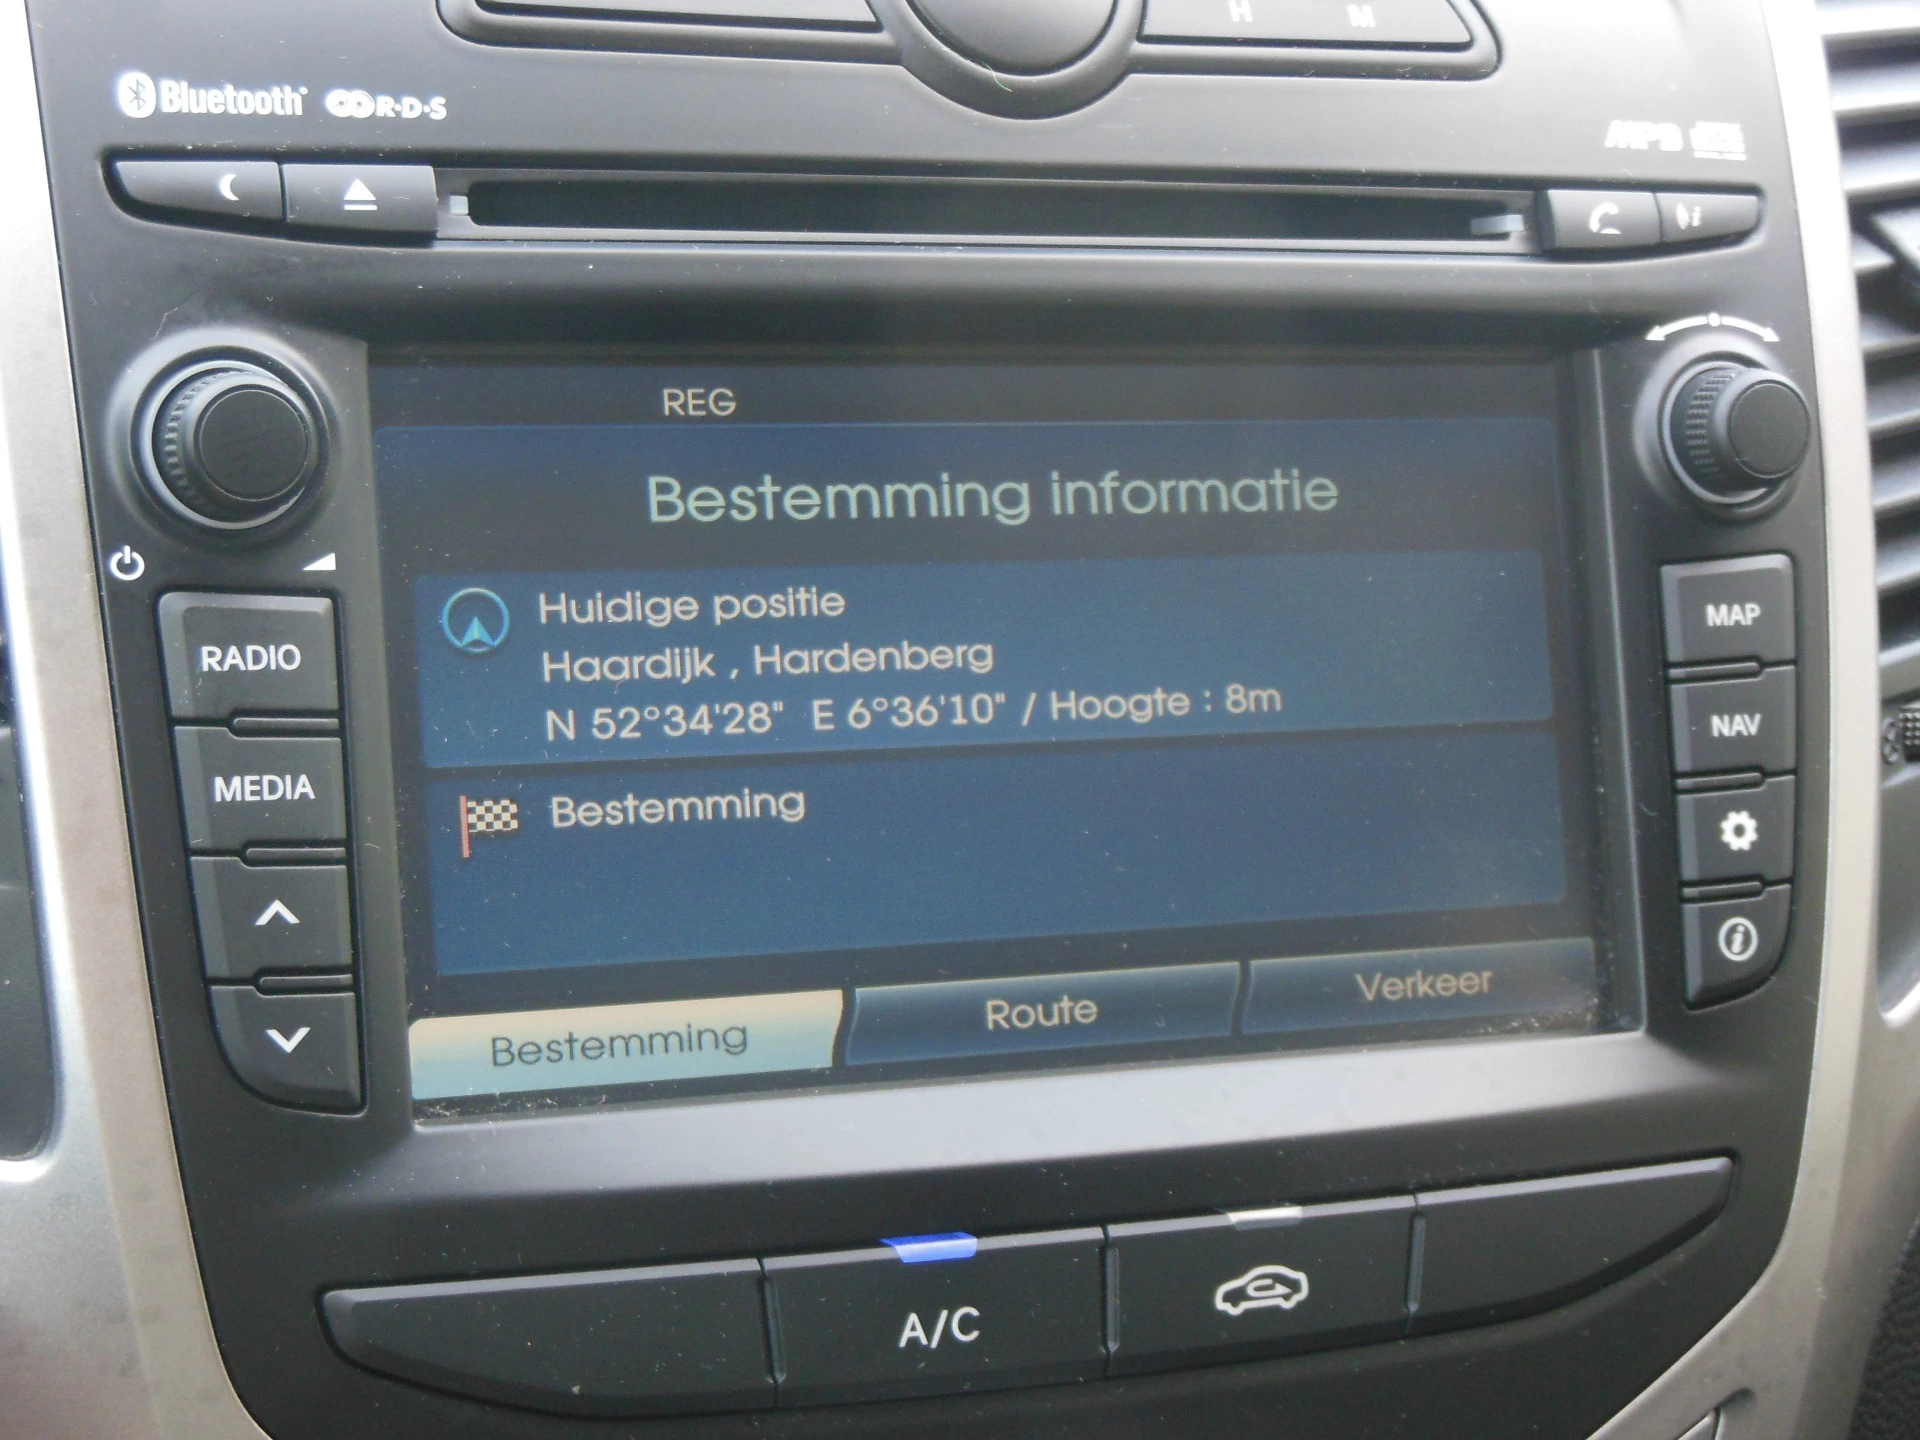 H M
Bluetooth R·D·S
MP3
REG
Bestemming informatie
Huidige positie
Haardijk , Hardenberg
N 52°34'28" E 6°36'10" / Hoogte : 8m
Bestemming
Bestemming Route Verkeer
RADIO
MEDIA
MAP
NAV
A/C